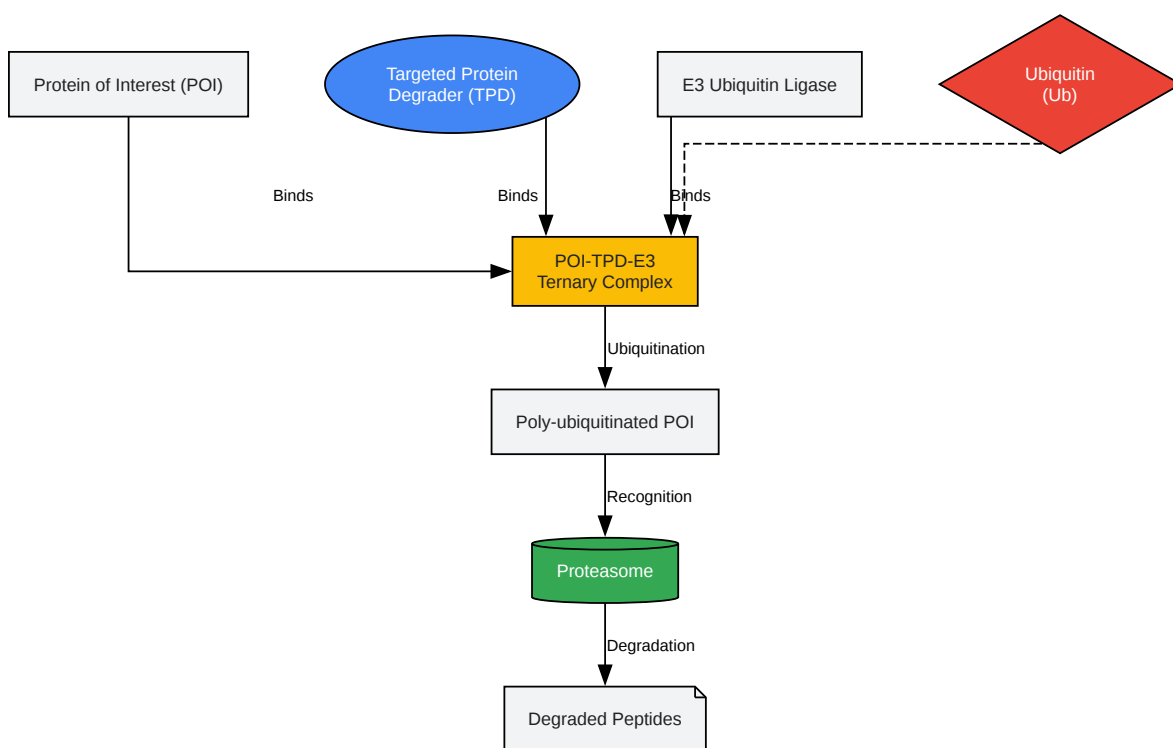 Protein of Interest (POI)
Targeted Protein
Degrader (TPD)
E3 Ubiquitin Ligase
Ubiquitin
(Ub)
Binds
Binds
Binds
POI-TPD-E3
Ternary Complex
Ubiquitination
Poly-ubiquitinated POI
Recognition
Proteasome
Degradation
Degraded Peptides